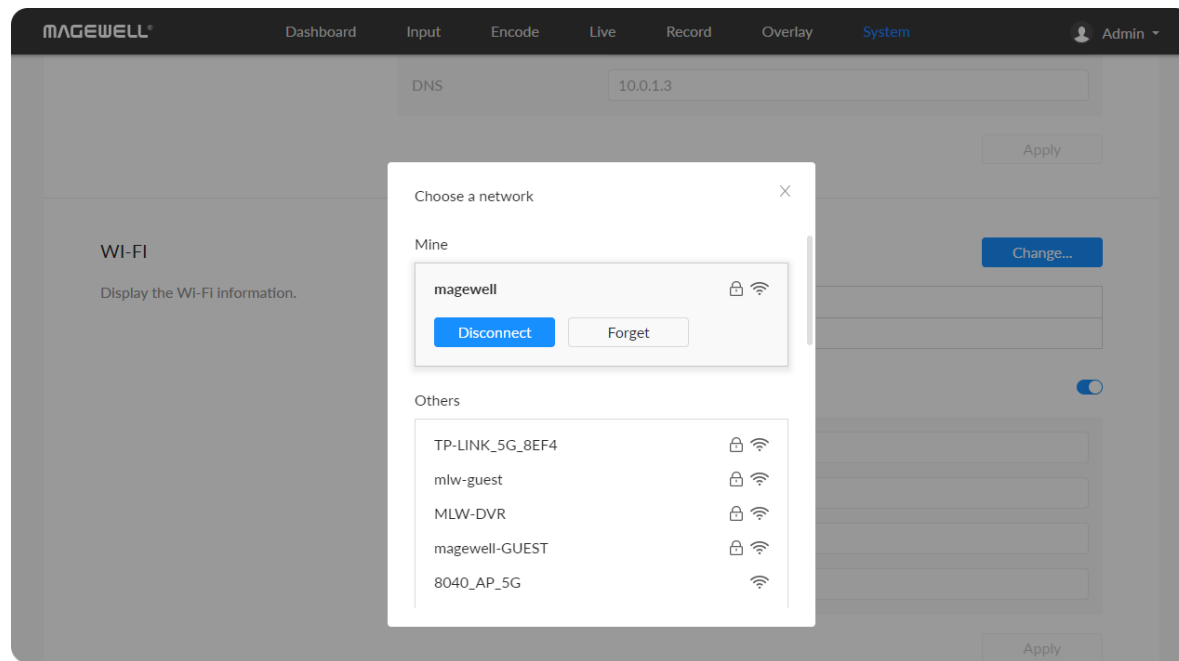 MAGEWELL® Dashboard Input Encode Live Record Overlay System Admin
DNS 10.0.1.3
Apply
Choose a network
Mine
WI-FI
Change...
magewell
Display the Wi-Fi information.
Disconnect Forget
Others
TP-LINK_5G_8EF4
mlw-guest
MLW-DVR
magewell-GUEST
8040_AP_5G
Apply